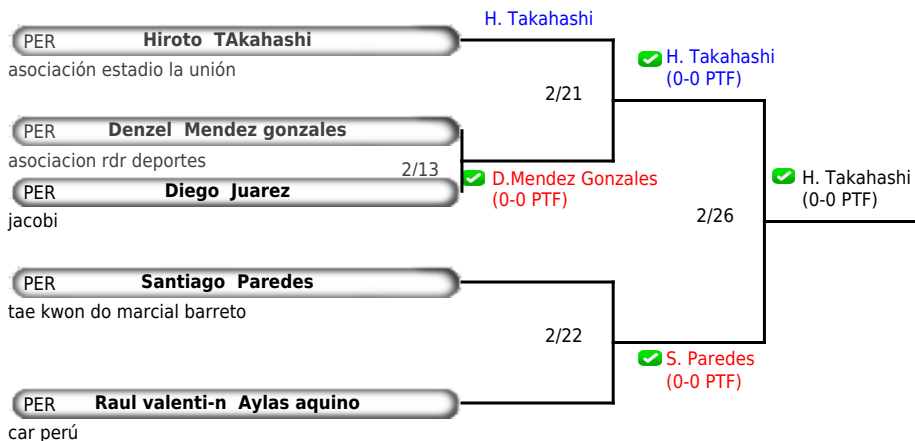 H. Takahashi
PER Hiroto TAkahashi
asociación estadio la unión
H. Takahashi
(0-0 PTF)
2/21
PER Denzel Mendez gonzales
asociacion rdr deportes
2/13
D.Mendez Gonzales
(0-0 PTF)
PER Diego Juarez
jacobi
H. Takahashi
(0-0 PTF)
2/26
PER Santiago Paredes
tae kwon do marcial barreto
2/22
S. Paredes
(0-0 PTF)
PER Raul valenti-n Aylas aquino
car perú